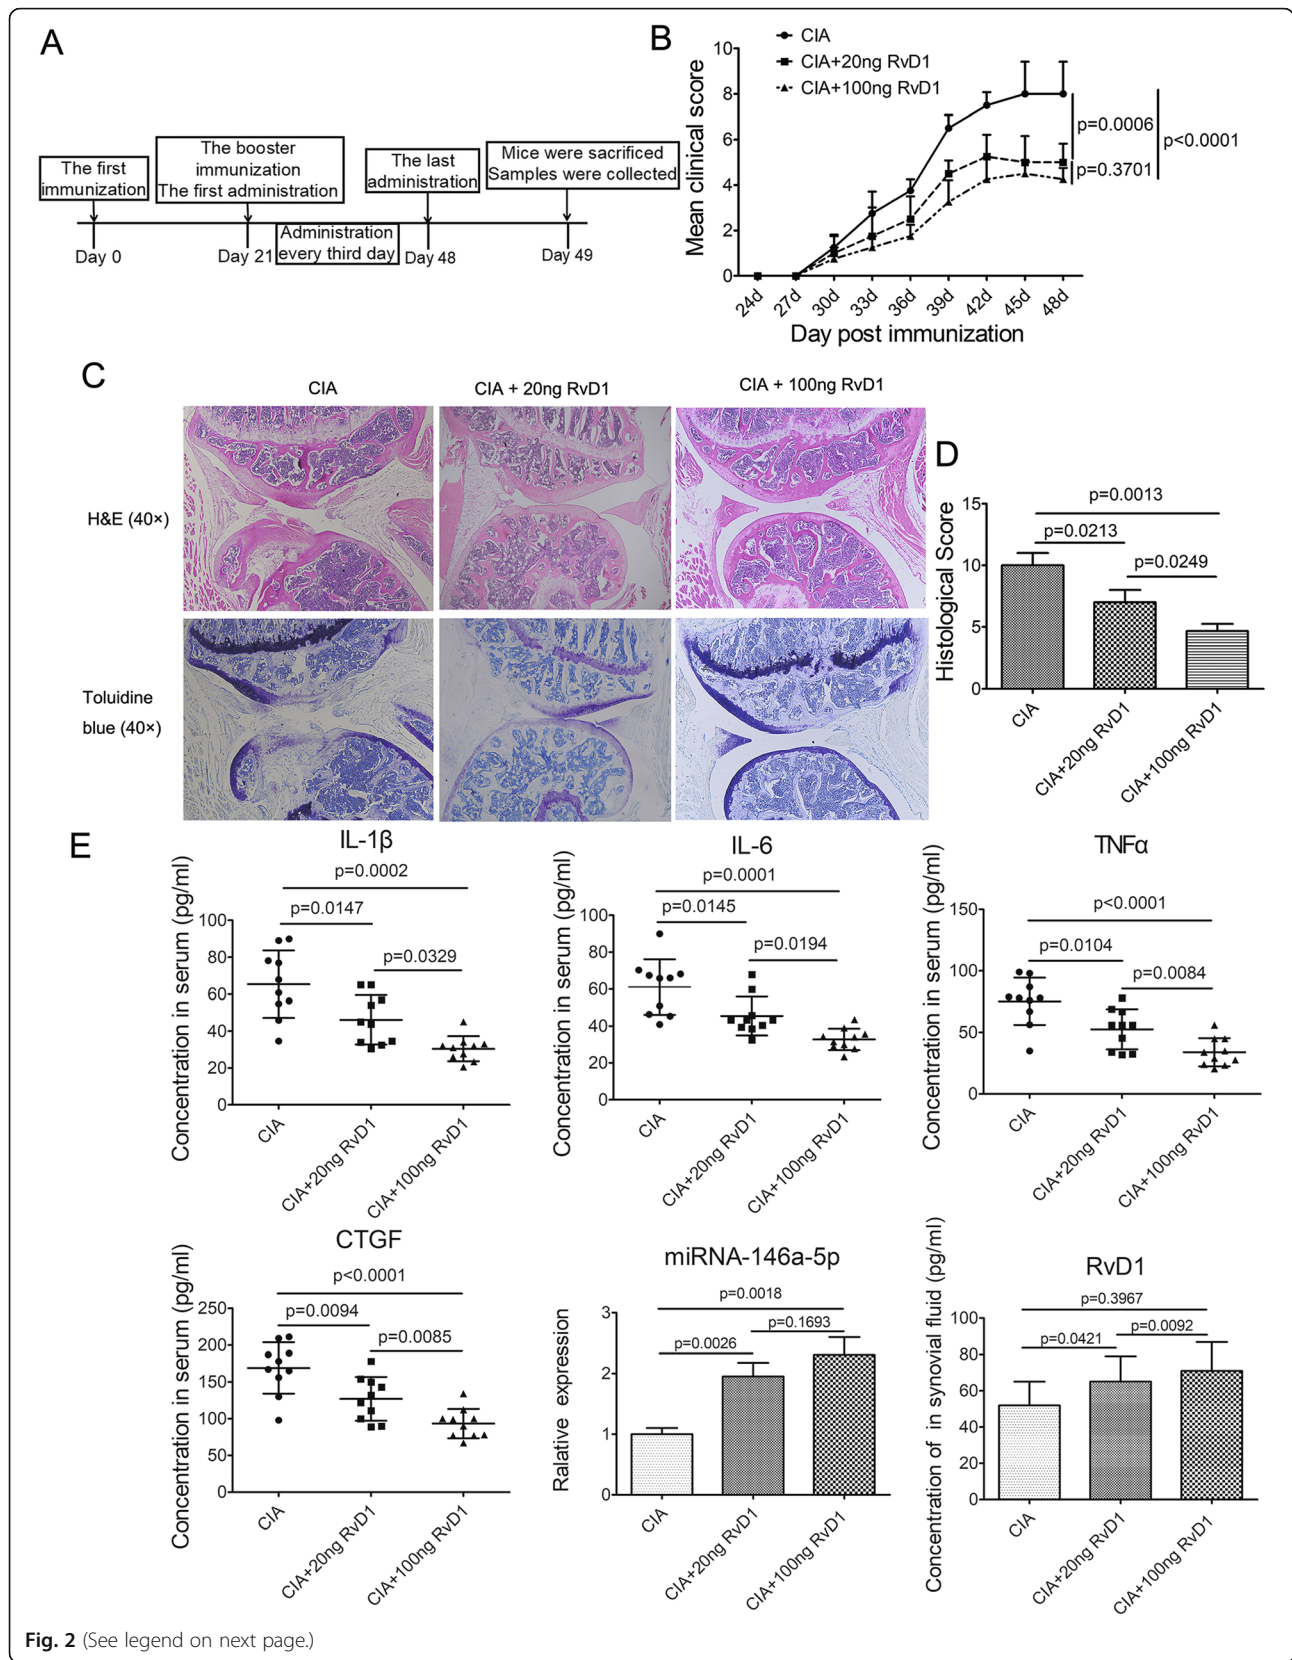 A
The first
immunization
The booster
immunization
The first administration
The last
administration
Mice were sacrificed
Samples were collected
Administration
every third day
Day 0
Day 21
Day 48
Day 49
B
CIA
CIA+20ng RvD1
CIA+100ng RvD1
Mean clinical score
10
8
6
4
2
0
p=0.0006
p=0.3701
p<0.0001
24d
27d
30d
33d
36d
39d
42d
45d
48d
Day post immunization
C
CIA
CIA + 20ng RvD1
CIA + 100ng RvD1
H&E (40×)
Toluidine
blue (40×)
D
Histological Score
15
10
5
0
p=0.0013
p=0.0213
p=0.0249
CIA
CIA+20ng RvD1
CIA+100ng RvD1
E
IL-1β
Concentration in serum (pg/ml)
100
80
60
40
20
0
p=0.0002
p=0.0147
p=0.0329
CIA
CIA+20ng RvD1
CIA+100ng RvD1
IL-6
Concentration in serum (pg/ml)
100
80
60
40
20
0
p=0.0001
p=0.0145
p=0.0194
CIA
CIA+20ng RvD1
CIA+100ng RvD1
TNFα
Concentration in serum (pg/ml)
150
100
50
0
p<0.0001
p=0.0104
p=0.0084
CIA
CIA+20ng RvD1
CIA+100ng RvD1
CTGF
Concentration in serum (pg/ml)
250
200
150
100
50
0
p<0.0001
p=0.0094
p=0.0085
CIA
CIA+20ng RvD1
CIA+100ng RvD1
miRNA-146a-5p
Ralative expression
3
2
1
0
p=0.0018
p=0.0026
p=0.1693
CIA
CIA+20ng RvD1
CIA+100ng RvD1
RvD1
Concentration of in synovial fluid (pg/ml)
100
80
60
40
20
0
p=0.3967
p=0.0421
p=0.0092
CIA
CIA+20ng RvD1
CIA+100ng RvD1
Fig. 2 (See legend on next page.)